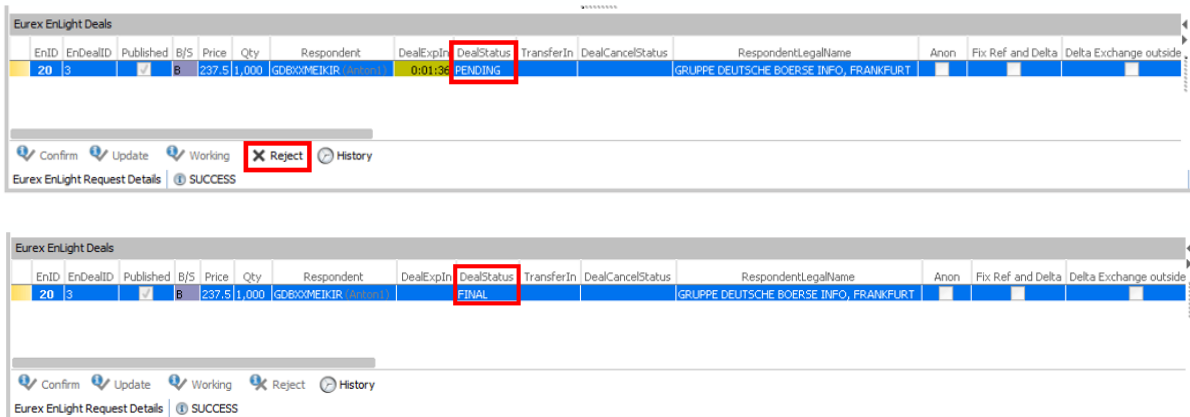 Eurex EnLight Deals
EnID EnDealID Published B/S Price Qty Respondent DealExpIn DealStatus TransferIn DealCancelStatus RespondentLegalName Anon Fix Ref and Delta Delta Exchange outside
20 3 B 237.5 1,000 GDBXXMEIKIR (Anton1) 0:01:36 PENDING GRUPPE DEUTSCHE BOERSE INFO, FRANKFURT
Confirm Update Working Reject History
Eurex EnLight Request Details SUCCESS
Eurex EnLight Deals
EnID EnDealID Published B/S Price Qty Respondent DealExpIn DealStatus TransferIn DealCancelStatus RespondentLegalName Anon Fix Ref and Delta Delta Exchange outside
20 3 B 237.5 1,000 GDBXXMEIKIR (Anton1) FINAL GRUPPE DEUTSCHE BOERSE INFO, FRANKFURT
Confirm Update Working Reject History
Eurex EnLight Request Details SUCCESS